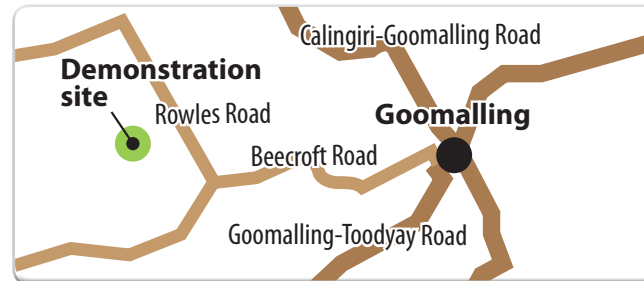 Calingiri-Goomalling Road
Demonstration
site
Rowles Road
Goomalling
Beecroft Road
Goomalling-Toodyay Road